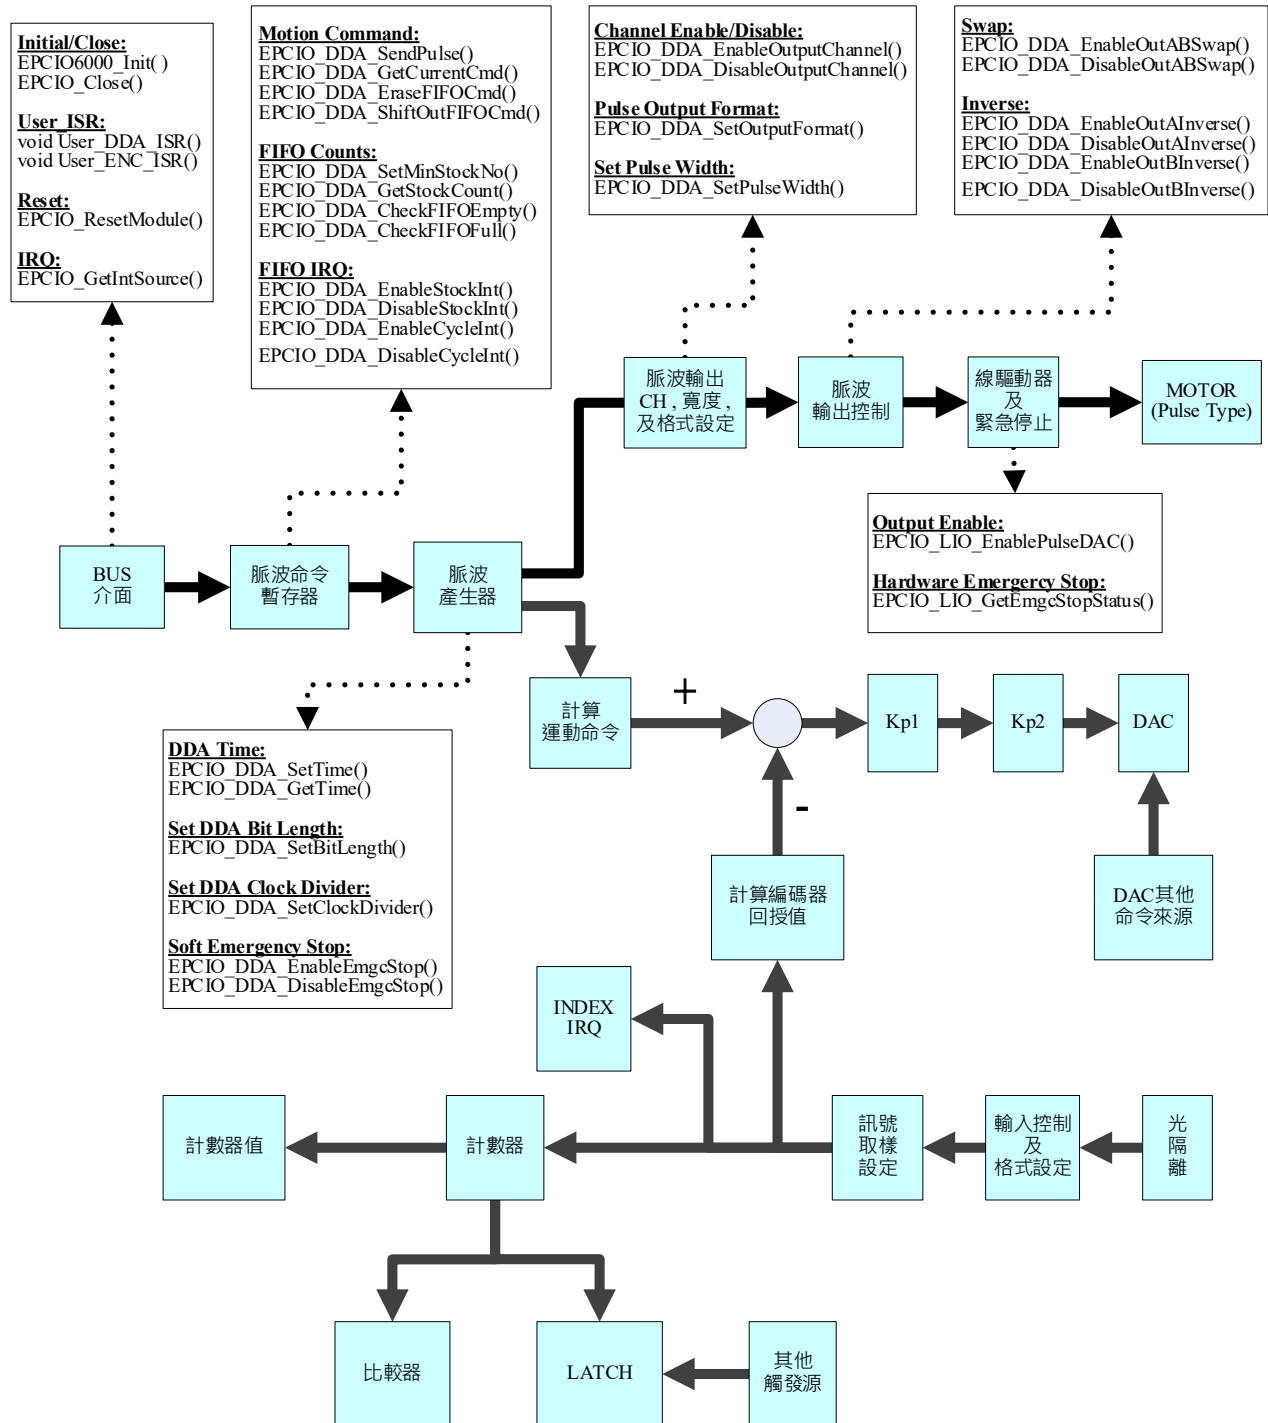 Initial/Close:
EPCIO6000_Init( )
EPCIO_Close()
User_ISR:
void User_DDA_ISR()
void User_ENC_ISR()
Reset:
EPCIO_ResetModule()
IRQ:
EPCIO_GetIntSource()
Motion Command:
EPCIO_DDA_SendPulse()
EPCIO_DDA_GetCurrentCmd()
EPCIO_DDA_EraseFIFOCmd()
EPCIO_DDA_ShiftOutFIFOCmd()
FIFO Counts:
EPCIO_DDA_SetMinStockNo()
EPCIO_DDA_GetStockCount()
EPCIO_DDA_CheckFIFOEmpty()
EPCIO_DDA_CheckFIFOFull()
FIFO IRQ:
EPCIO_DDA_EnableStockInt()
EPCIO_DDA_DisableStockInt()
EPCIO_DDA_EnableCycleInt()
EPCIO_DDA_DisableCycleInt()
Channel Enable/Disable:
EPCIO_DDA_EnableOutputChannel()
EPCIO_DDA_DisableOutputChannel()
Pulse Output Format:
EPCIO_DDA_SetOutputFormat()
Set Pulse Width:
EPCIO_DDA_SetPulseWidth()
Swap:
EPCIO_DDA_EnableOutABSwap()
EPCIO_DDA_DisableOutABSwap()
Inverse:
EPCIO_DDA_EnableOutAInverse()
EPCIO_DDA_DisableOutAInverse()
EPCIO_DDA_EnableOutBInverse()
EPCIO_DDA_DisableOutBInverse()
脈波輸出
CH , 寬度 ,
及格式設定
脈波
輸出控制
線驅動器
及
緊急停止
MOTOR
(Pulse Type)
Output Enable:
EPCIO_LIO_EnablePulseDAC()
Hardware Emergercy Stop:
EPCIO_LIO_GetEmgcStopStatus()
BUS
介面
脈波命令
暫存器
脈波
產生器
計算
運動命令
+
Kp1
Kp2
DAC
-
DDA Time:
EPCIO_DDA_SetTime()
EPCIO_DDA_GetTime()
Set DDA Bit Length:
EPCIO_DDA_SetBitLength()
Set DDA Clock Divider:
EPCIO_DDA_SetClockDivider()
Soft Emergency Stop:
EPCIO_DDA_EnableEmgcStop()
EPCIO_DDA_DisableEmgcStop()
計算編碼器
回授值
DAC其他
命令來源
INDEX
IRQ
計數器值
計數器
訊號
取樣
設定
輸入控制
及
格式設定
光
隔
離
比較器
LATCH
其他
觸發源